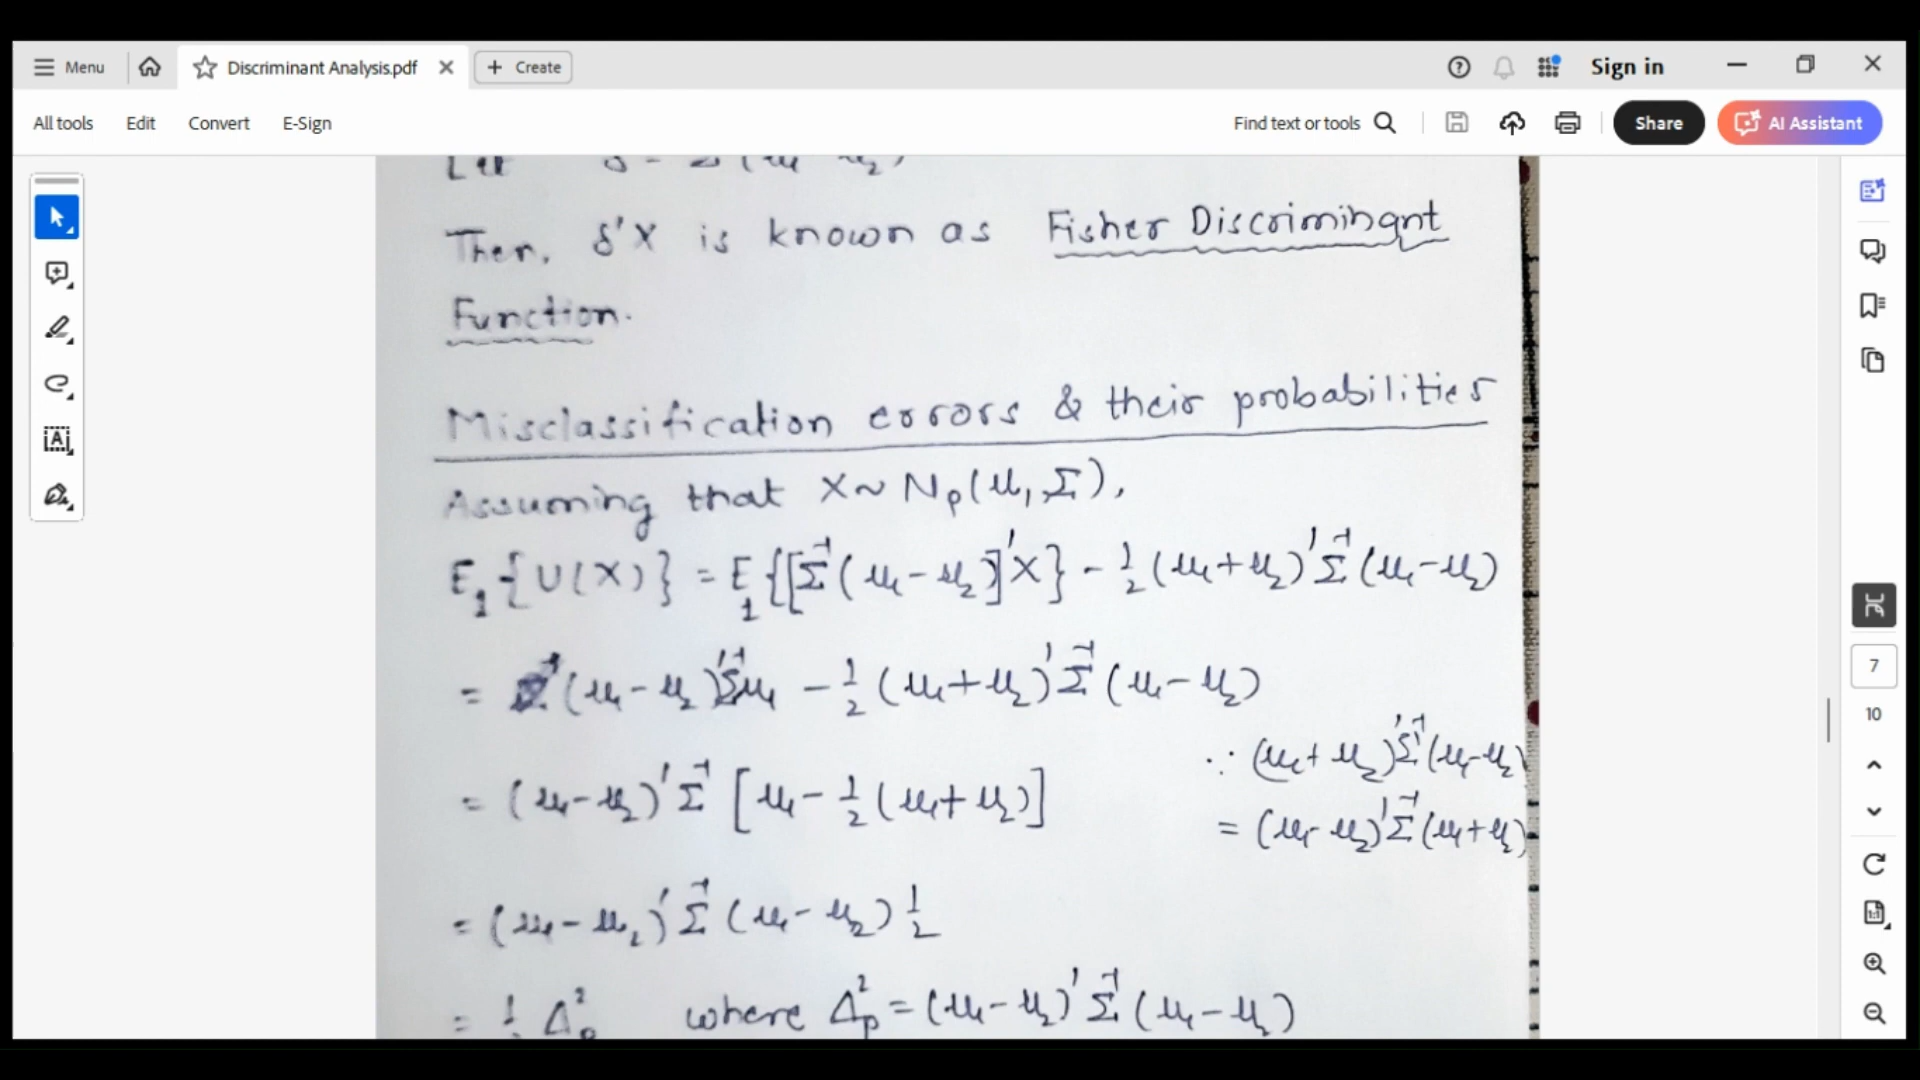 Menu Discriminant Analysis.pdf Create Sign in
All tools Edit Convert E-Sign Find text or tools Share AI Assistant
Then, δ'X is known as Fisher Discriminant
Function.
Misclassification errors & their probabilities
Assuming that X ~ Np(μ1, Σ),
E1{U(X)} = E1{[Σ⁻¹(μ1 - μ2)]'X} - ½(μ1 + μ2)'Σ⁻¹(μ1 - μ2)
= (μ1 - μ2)'Σ⁻¹μ1 - ½(μ1 + μ2)'Σ⁻¹(μ1 - μ2)
∵ (μ1 + μ2)'Σ⁻¹(μ1 - μ2)
= (μ1 - μ2)'Σ⁻¹[μ1 - ½(μ1 + μ2)]
= (μ1 - μ2)'Σ⁻¹(μ1 + μ2)
= (μ1 - μ2)'Σ⁻¹(μ1 - μ2)½
= ½ Δp² where Δp² = (μ1 - μ2)'Σ⁻¹(μ1 - μ2)
7
10